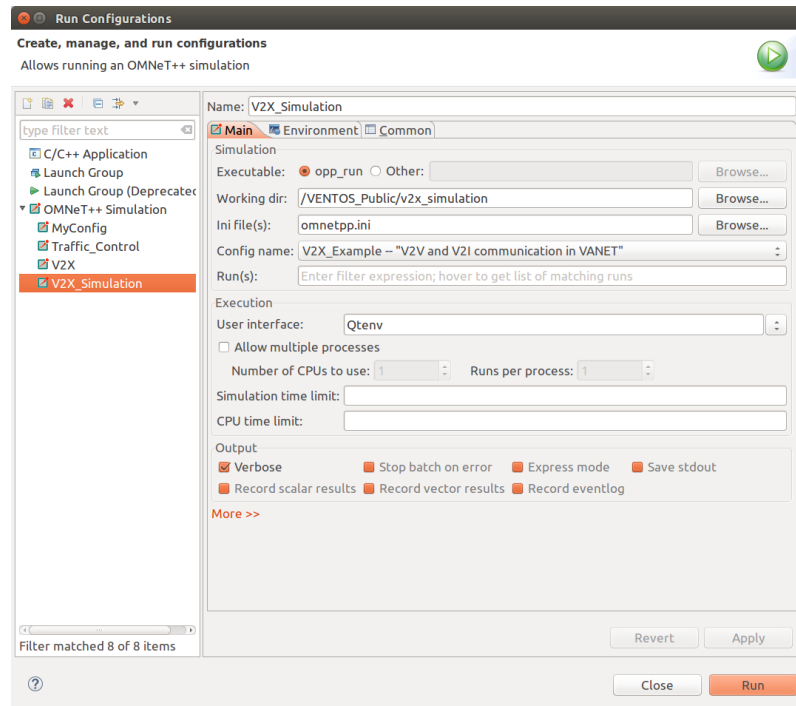 Run Configurations
Create, manage, and run configurations
Allows running an OMNeT++ simulation
type filter text
C/C++ Application
Launch Group
Launch Group (Deprecated
OMNeT++ Simulation
MyConfig
Traffic_Control
V2X
V2X_Simulation
Filter matched 8 of 8 items
Name: V2X_Simulation
Main Environment Common
Simulation
Executable: opp_run Other: Browse...
Working dir: /VENTOS_Public/v2x_simulation Browse...
Ini file(s): omnetpp.ini Browse...
Config name: V2X_Example -- "V2V and V2I communication in VANET"
Run(s): Enter filter expression; hover to get list of matching runs
Execution
User interface: Qtenv
Allow multiple processes
Number of CPUs to use: 1 Runs per process: 1
Simulation time limit:
CPU time limit:
Output
Verbose Stop batch on error Express mode Save stdout
Record scalar results Record vector results Record eventlog
More >>
Revert Apply
Close Run